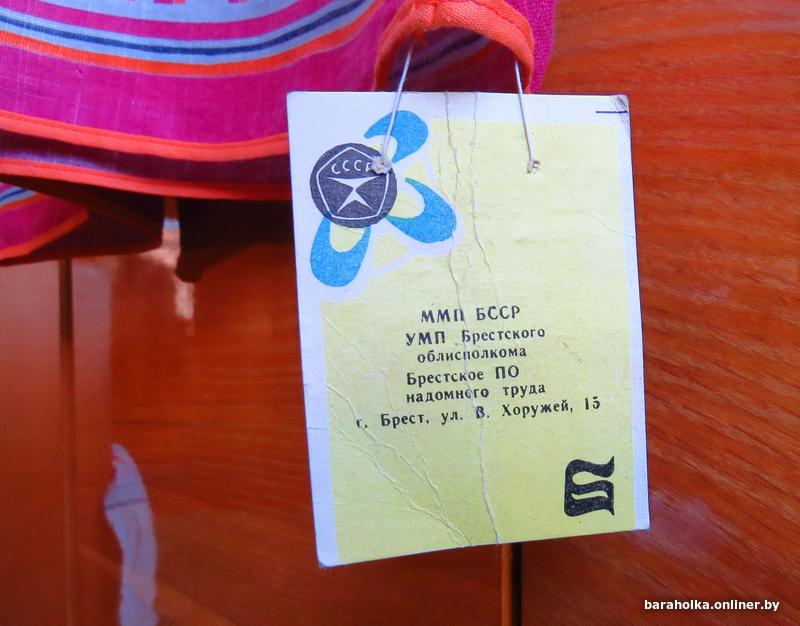 СССР
ММП БССР
УМП Брестского
облисполкома
Брестское ПО
надомного труда
г. Брест, ул. В. Хоружей, 15
baraholka.onliner.by